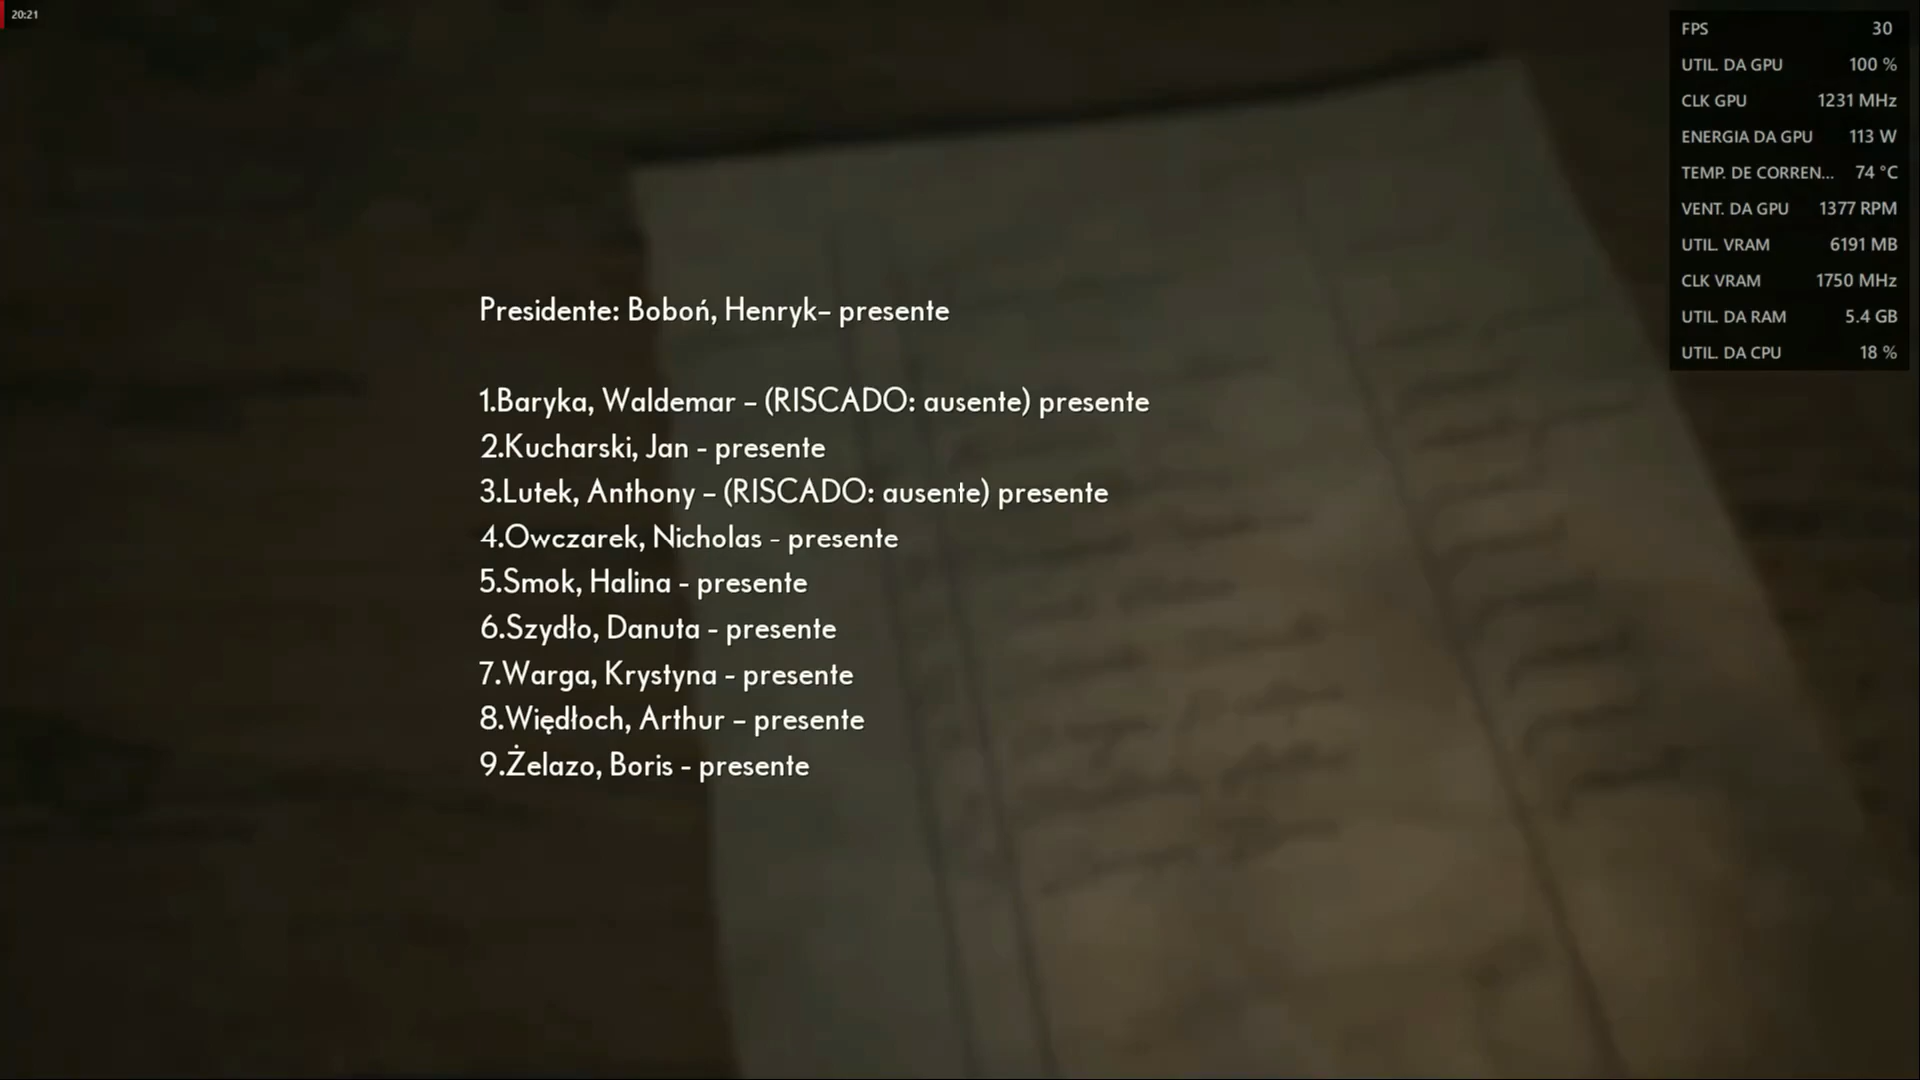 20:21
FPS 30
UTIL. DA GPU 100 %
CLK GPU 1231 MHz
ENERGIA DA GPU 113 W
TEMP. DE CORREN... 74 °C
VENT. DA GPU 1377 RPM
UTIL. VRAM 6191 MB
CLK VRAM 1750 MHz
UTIL. DA RAM 5.4 GB
UTIL. DA CPU 18 %
Presidente: Boboń, Henryk– presente
1.Baryka, Waldemar – (RISCADO: ausente) presente
2.Kucharski, Jan - presente
3.Lutek, Anthony – (RISCADO: ausente) presente
4.Owczarek, Nicholas - presente
5.Smok, Halina - presente
6.Szydło, Danuta - presente
7.Warga, Krystyna - presente
8.Więdłoch, Arthur – presente
9.Żelazo, Boris - presente